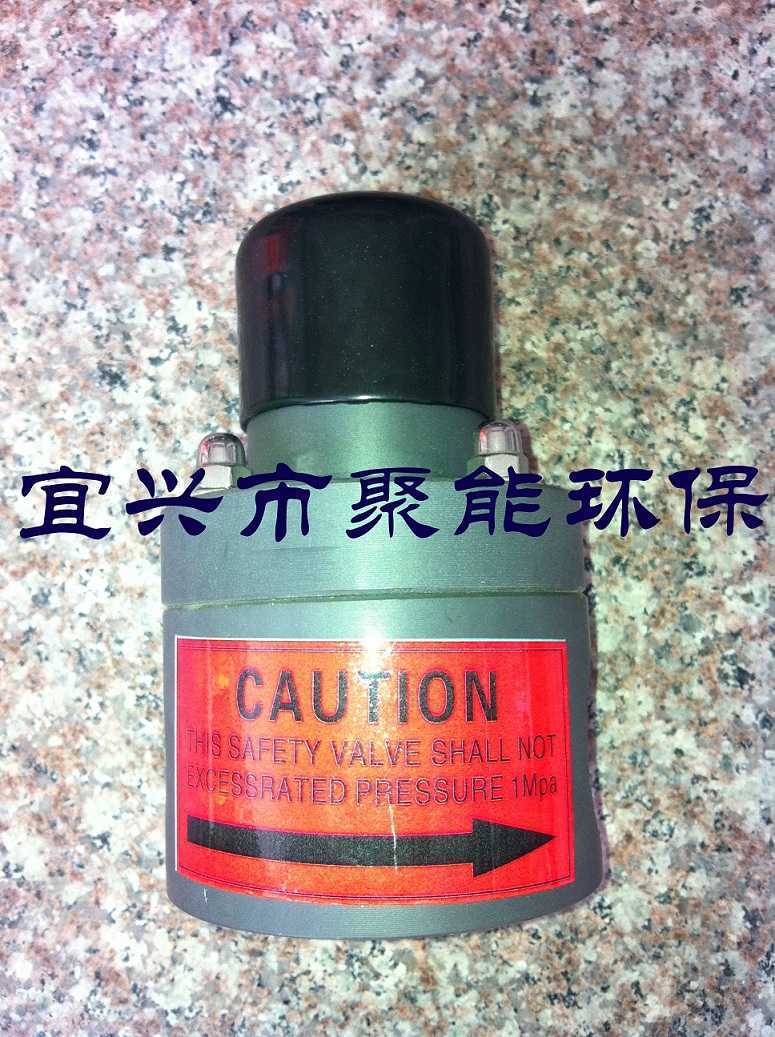 宜兴市聚能环保
CAUTION
THIS SAFETY VALVE SHALL NOT
EXCESSRATED PRESSURE 1Mpa